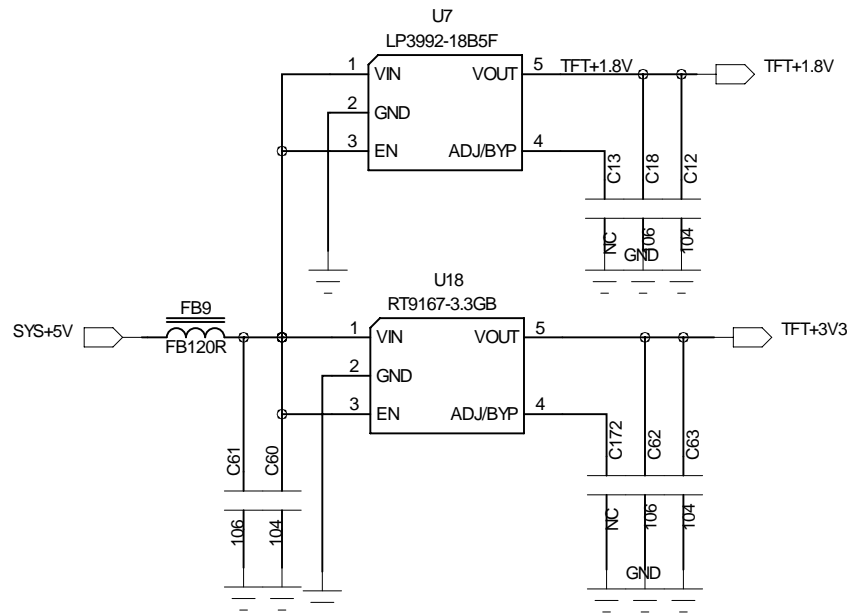 U7
LP3992-18B5F
1 VIN VOUT 5 TFT+1.8V TFT+1.8V
2 GND
3 EN ADJ/BYP 4
C13 C18 C12
NC 106 104
GND
U18
RT9167-3.3GB
FB9
SYS+5V
FB120R
1 VIN VOUT 5 TFT+3V3
2 GND
3 EN ADJ/BYP 4
C61 C60
106 104
C172 C62 C63
NC 106 104
GND